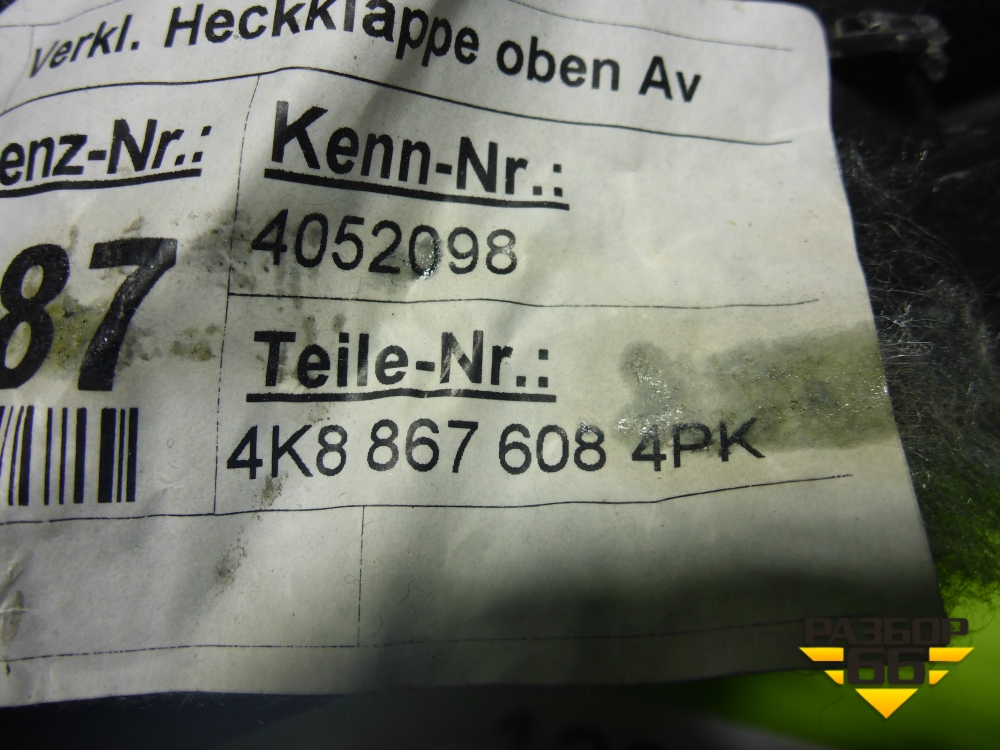 Verkl. Heckklappe oben Av
enz-Nr.:
Kenn-Nr.:
4052098
87
Teile-Nr.:
4K8 867 608 4PK
РАЗБОР
66